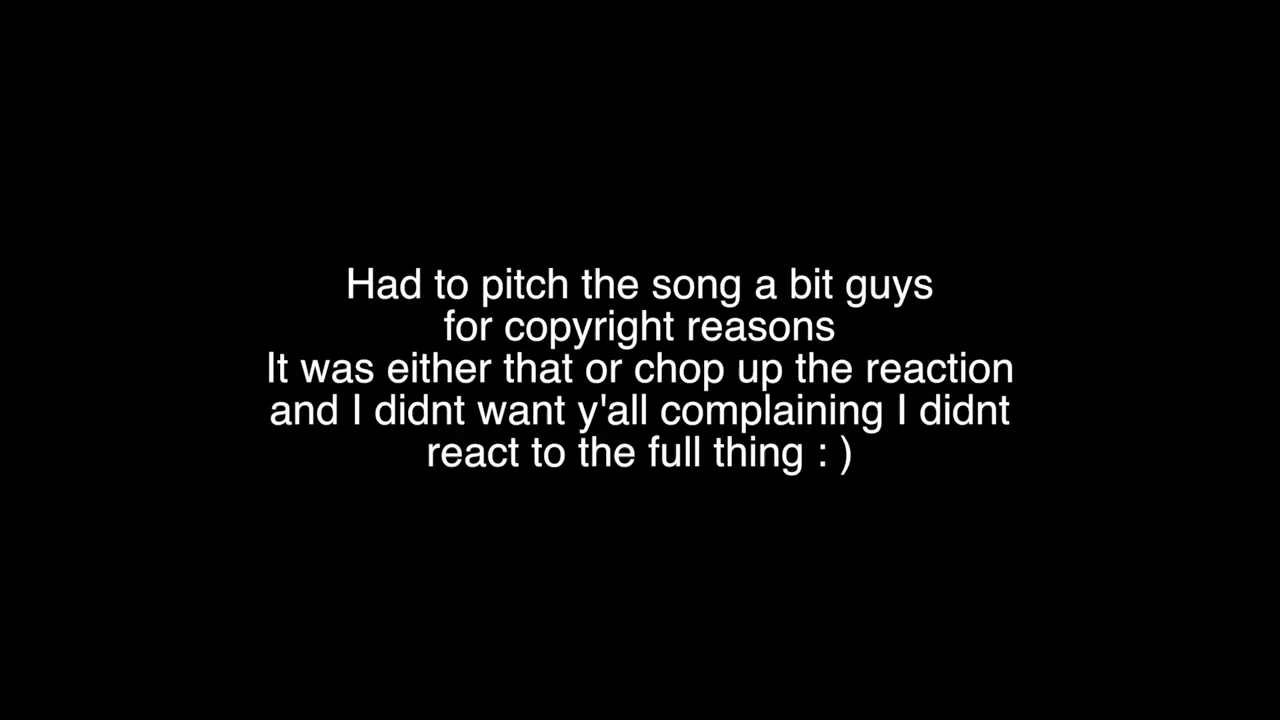 Had to pitch the song a bit guys
for copyright reasons
It was either that or chop up the reaction
and I didnt want y'all complaining I didnt
react to the full thing : )